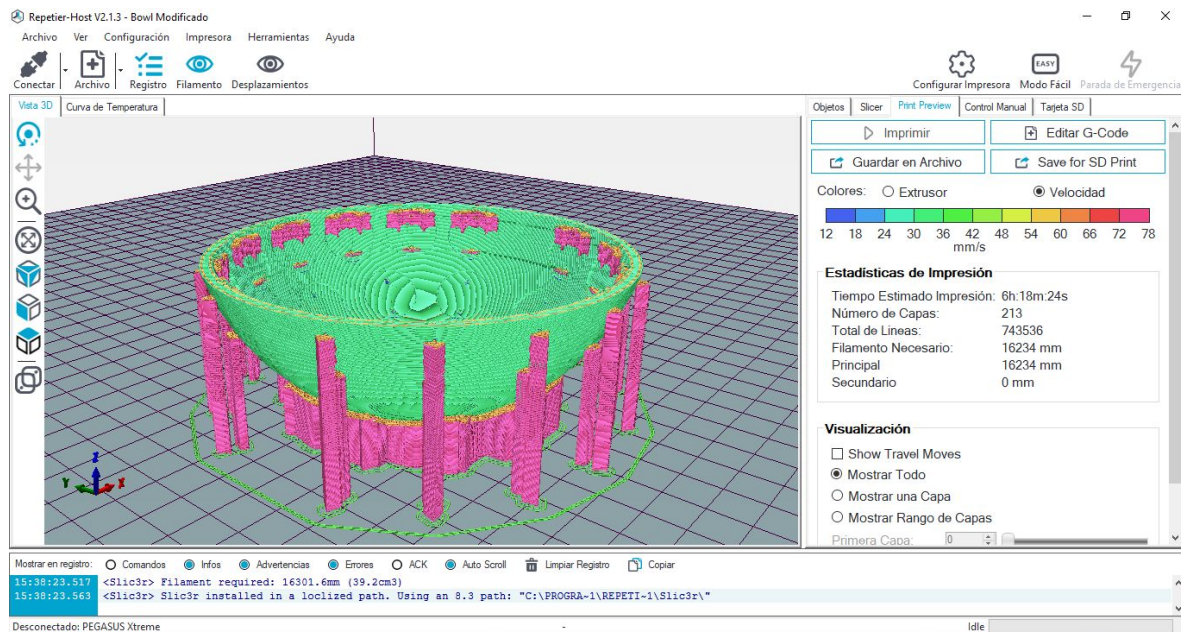 Repetier-Host V2.1.3 - Bowl Modificado
Archivo Ver Configuración Impresora Herramientas Ayuda
Conectar Archivo Registro Filamento Desplazamientos Configurar Impresora EASY Modo Fácil Parada de Emergencia
Vista 3D Curva de Temperatura
Objetos Slicer Print Preview Control Manual Tarjeta SD
Imprimir Editar G-Code
Guardar en Archivo Save for SD Print
Colores: Extrusor Velocidad
12 18 24 30 36 42 48 54 60 66 72 78
mm/s
Estadísticas de Impresión
Tiempo Estimado Impresión: 6h:18m:24s
Número de Capas: 213
Total de Lineas: 743536
Filamento Necesario: 16234 mm
Principal 16234 mm
Secundario 0 mm
Visualización
Show Travel Moves
Mostrar Todo
Mostrar una Capa
Mostrar Rango de Capas
Primera Capa: 0
Z
Y X
Mostrar en registro: Comandos Infos Advertencias Errores ACK Auto Scroll Limpiar Registro Copiar
15:38:23.517 <Slic3r> Filament required: 16301.6mm (39.2cm3)
15:38:23.563 <Slic3r> Slic3r installed in a loclized path. Using an 8.3 path: "C:\PROGRA~1\REPETI~1\Slic3r\"
Desconectado: PEGASUS Xtreme - Idle